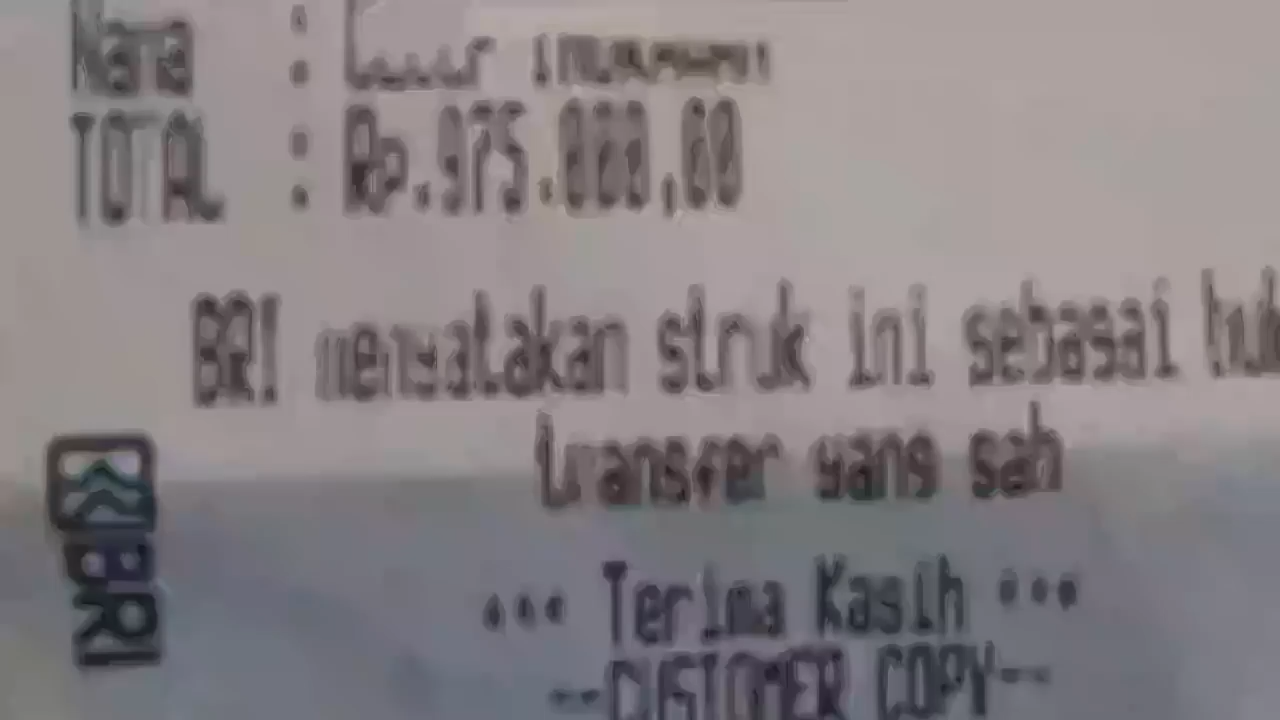 Nama :
TOTAL : Rp.975.000,00
BRI menyatakan struk ini sebagai
transfer yang sah
BRI
*** Terima Kasih ***
--CUSTOMER COPY--